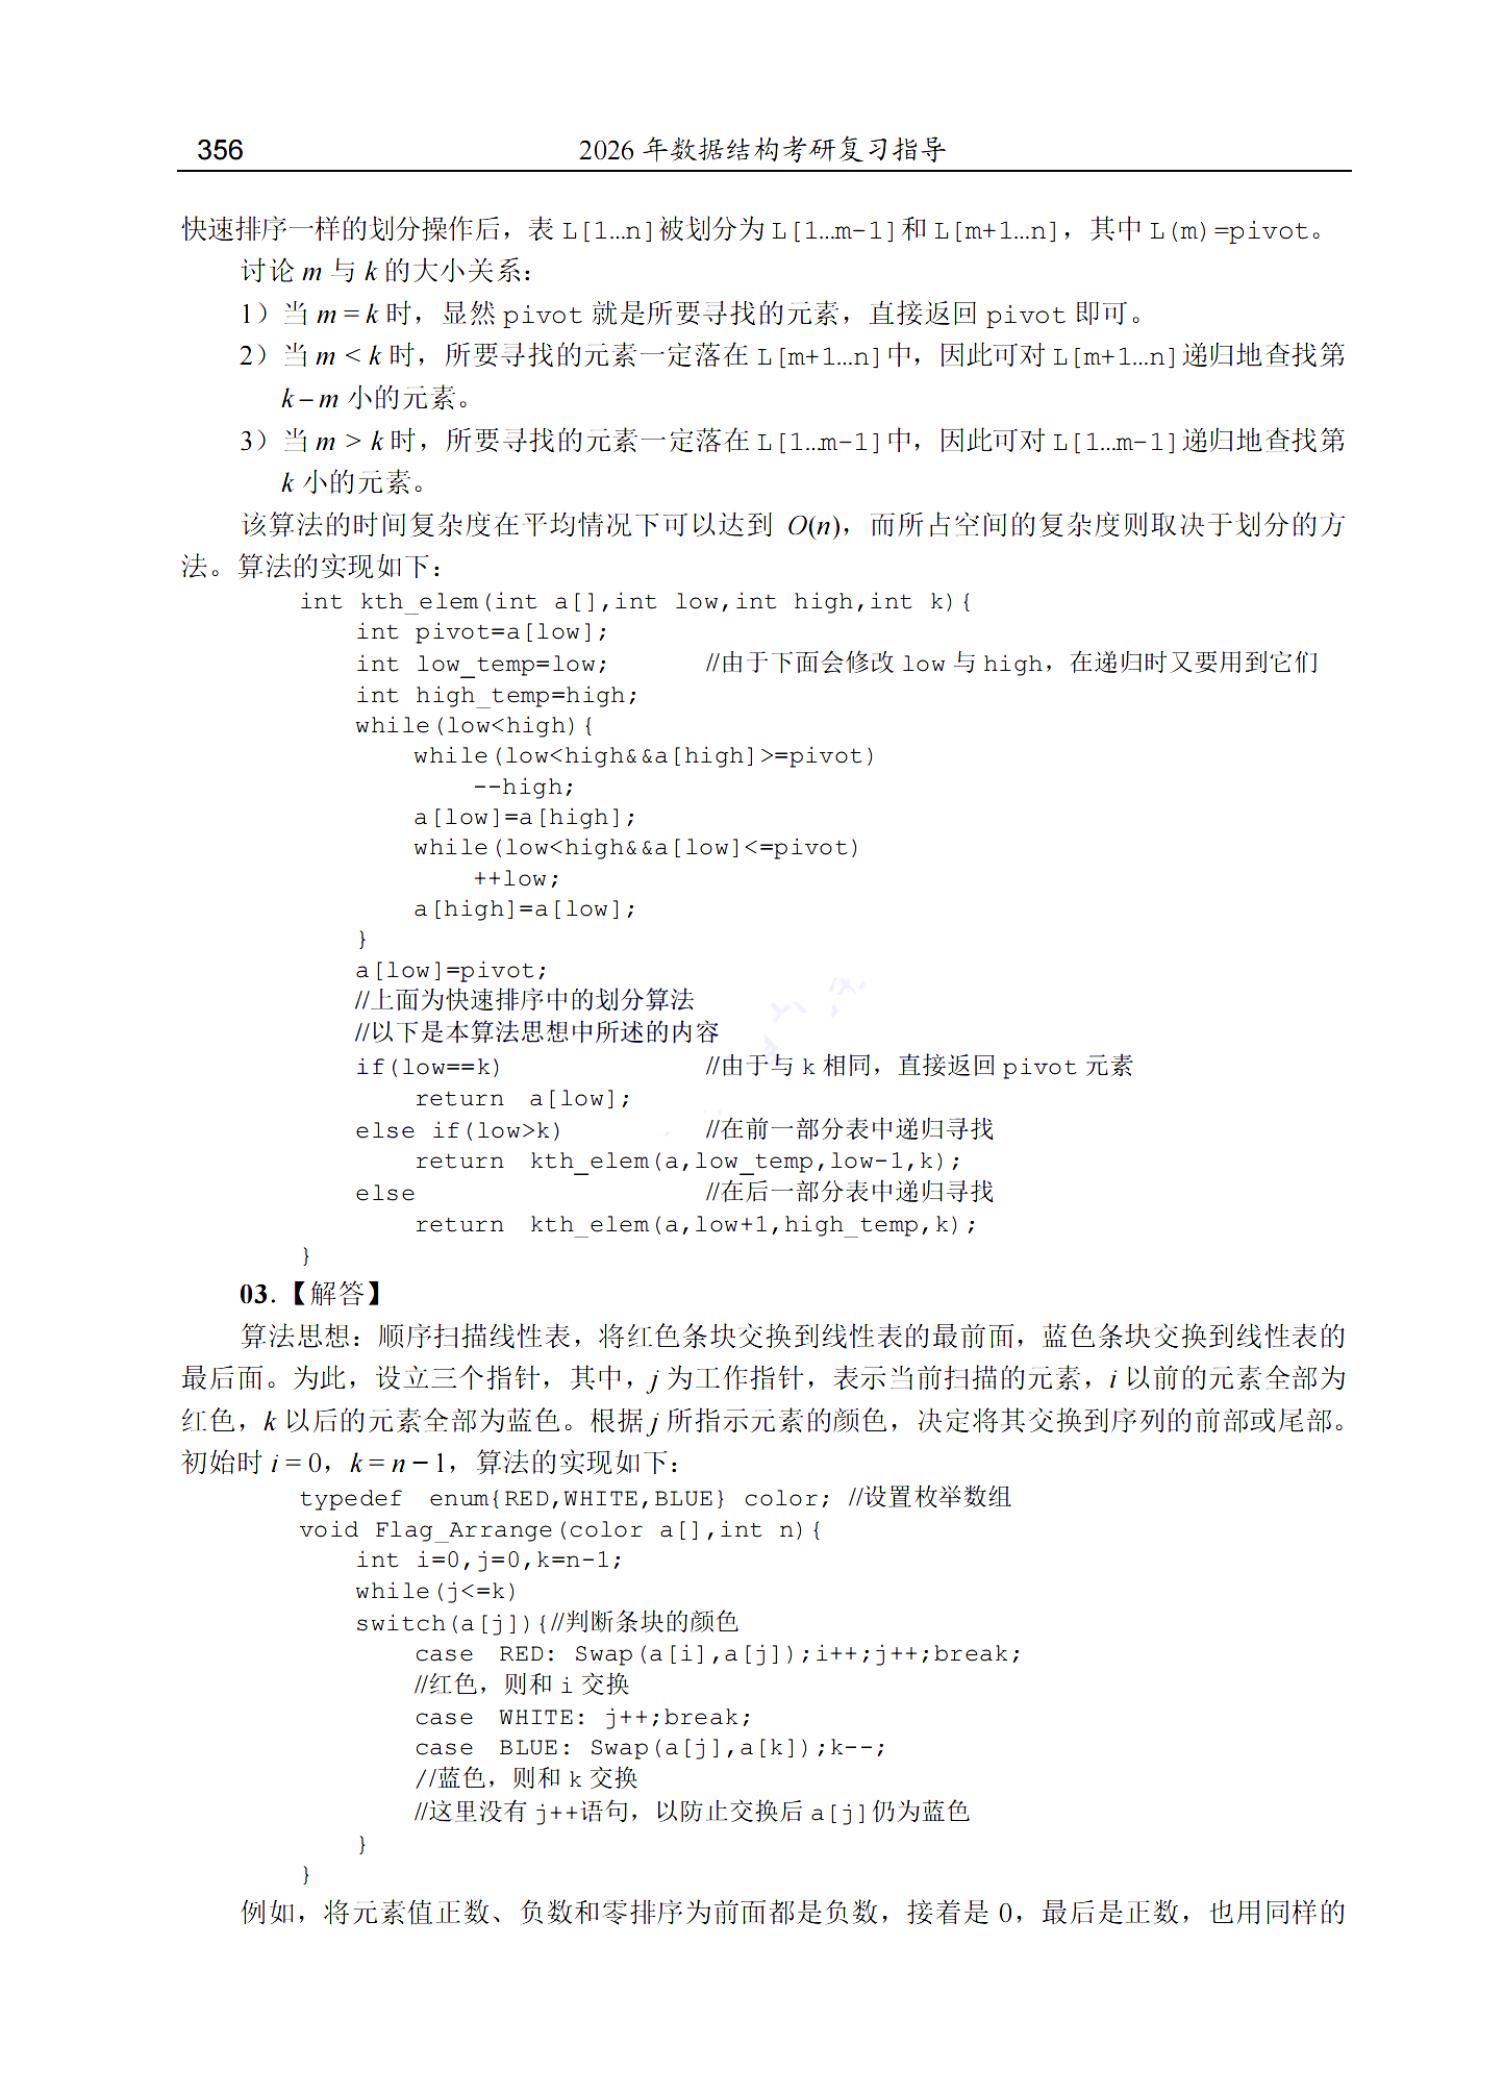 356 2026 年数据结构考研复习指导
快速排序一样的划分操作后，表 L[1…n]被划分为 L[1…m-1]和 L[m+1…n]，其中 L(m)=pivot。
讨论 m 与 k 的大小关系：
1）当 m = k 时，显然 pivot 就是所要寻找的元素，直接返回 pivot 即可。
2）当 m < k 时，所要寻找的元素一定落在 L[m+1…n]中，因此可对 L[m+1…n]递归地查找第
k – m 小的元素。
3）当 m > k 时，所要寻找的元素一定落在 L[1…m-1]中，因此可对 L[1…m-1]递归地查找第
k 小的元素。
该算法的时间复杂度在平均情况下可以达到 O(n)，而所占空间的复杂度则取决于划分的方
法。算法的实现如下：
int kth_elem(int a[],int low,int high,int k){
int pivot=a[low];
int low_temp=low; //由于下面会修改 low 与 high，在递归时又要用到它们
int high_temp=high;
while(low<high){
while(low<high&&a[high]>=pivot)
--high;
a[low]=a[high];
while(low<high&&a[low]<=pivot)
++low;
a[high]=a[low];
}
a[low]=pivot;
//上面为快速排序中的划分算法
//以下是本算法思想中所述的内容
if(low==k) //由于与 k 相同，直接返回 pivot 元素
return a[low];
else if(low>k) //在前一部分表中递归寻找
return kth_elem(a,low_temp,low-1,k);
else //在后一部分表中递归寻找
return kth_elem(a,low+1,high_temp,k);
}
03.【解答】
算法思想：顺序扫描线性表，将红色条块交换到线性表的最前面，蓝色条块交换到线性表的
最后面。为此，设立三个指针，其中，j 为工作指针，表示当前扫描的元素，i 以前的元素全部为
红色，k 以后的元素全部为蓝色。根据 j 所指示元素的颜色，决定将其交换到序列的前部或尾部。
初始时 i = 0，k = n – 1，算法的实现如下：
typedef enum{RED,WHITE,BLUE} color; //设置枚举数组
void Flag_Arrange(color a[],int n){
int i=0,j=0,k=n-1;
while(j<=k)
switch(a[j]){//判断条块的颜色
case RED: Swap(a[i],a[j]);i++;j++;break;
//红色，则和 i 交换
case WHITE: j++;break;
case BLUE: Swap(a[j],a[k]);k--;
//蓝色，则和 k 交换
//这里没有 j++语句，以防止交换后 a[j]仍为蓝色
}
}
例如，将元素值正数、负数和零排序为前面都是负数，接着是 0，最后是正数，也用同样的